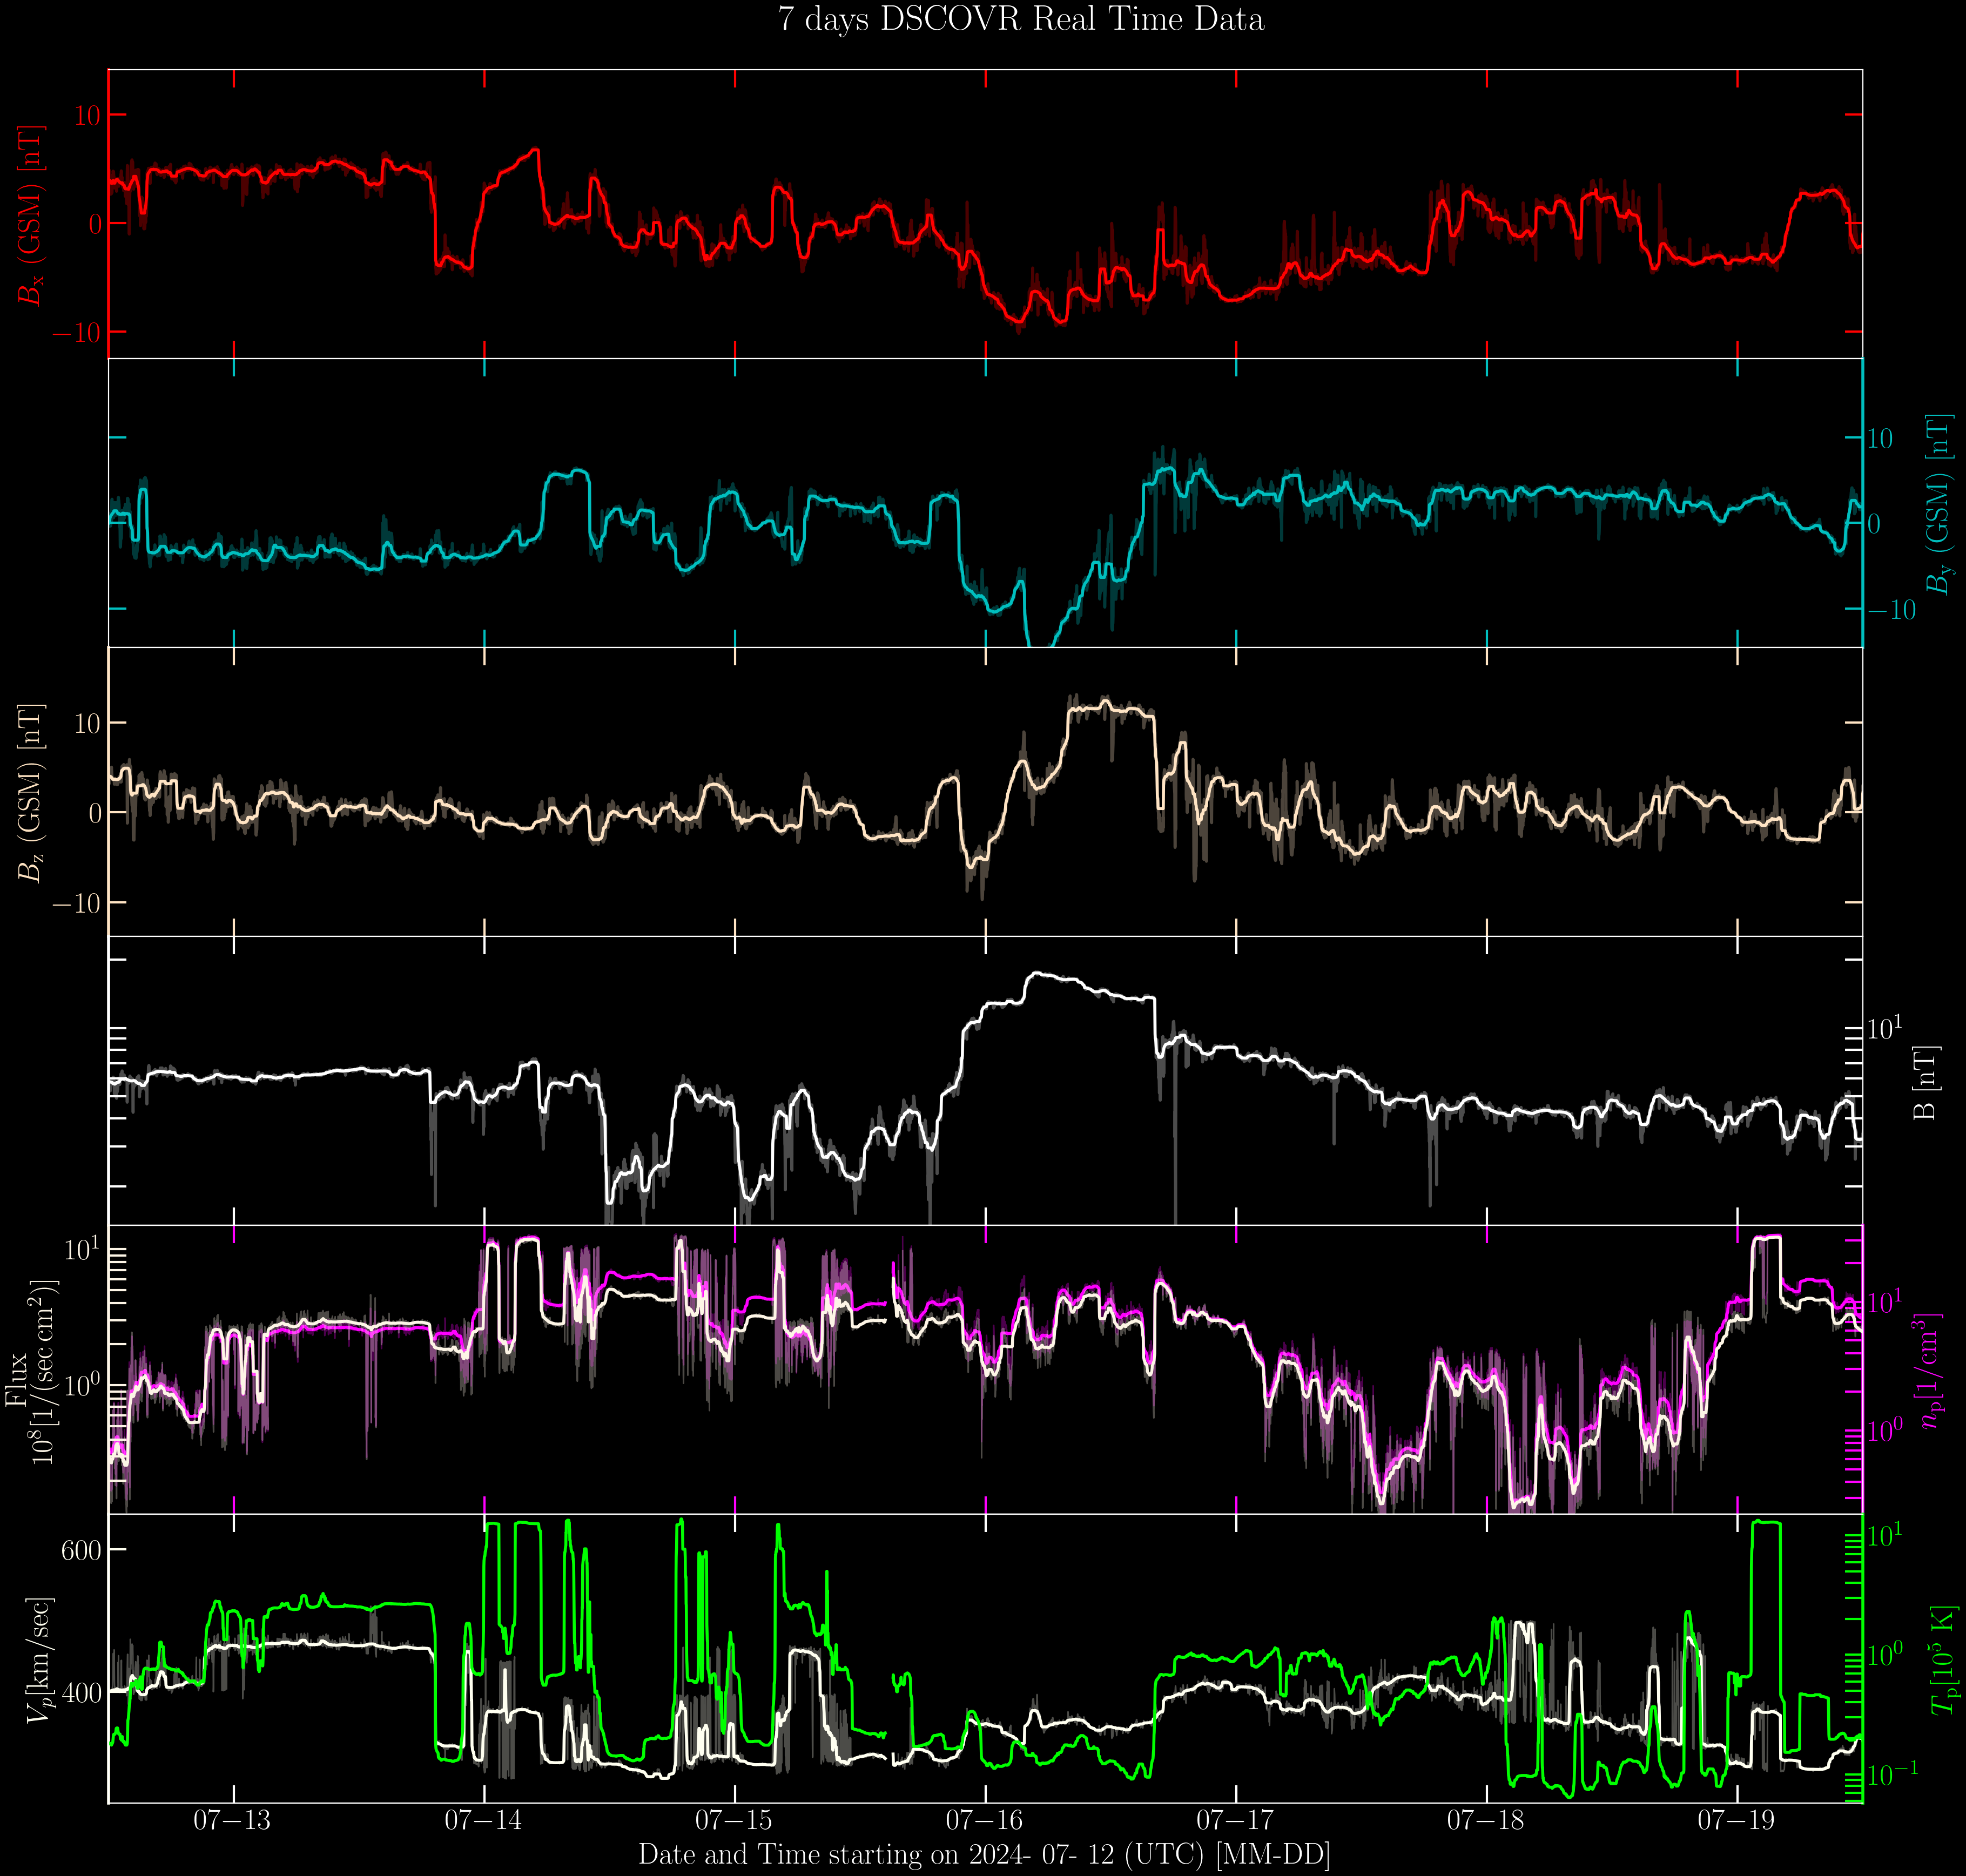 7 days DSCOVR Real Time Data
10
0
−10
Bx (GSM) [nT]
10
0
−10
By (GSM) [nT]
10
0
−10
Bz (GSM) [nT]
10¹
B [nT]
10¹
10⁰
Flux
10⁸[1/(sec cm²)]
10¹
10⁰
np[1/cm³]
600
400
Vp[km/sec]
10¹
10⁰
10⁻¹
Tp[10⁵ K]
07−13 07−14 07−15 07−16 07−17 07−18 07−19
Date and Time starting on 2024- 07- 12 (UTC) [MM-DD]